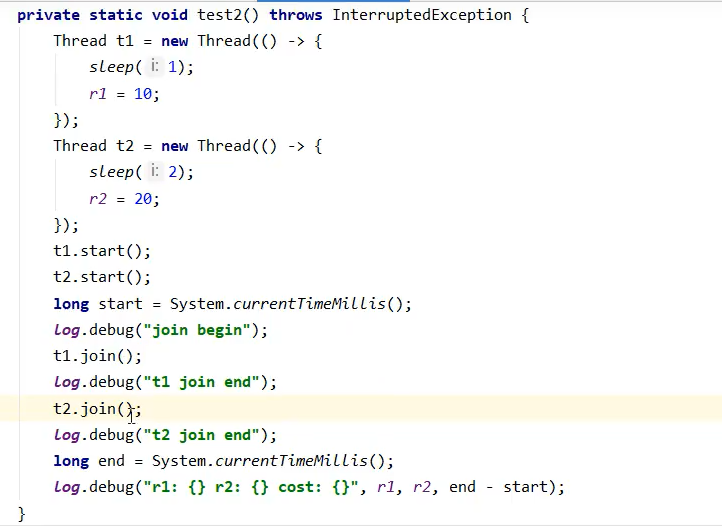 private static void test2() throws InterruptedException {
    Thread t1 = new Thread(() -> {
        sleep( i: 1);
        r1 = 10;
    });
    Thread t2 = new Thread(() -> {
        sleep( i: 2);
        r2 = 20;
    });
    t1.start();
    t2.start();
    long start = System.currentTimeMillis();
    log.debug("join begin");
    t1.join();
    log.debug("t1 join end");
    t2.join();
    log.debug("t2 join end");
    long end = System.currentTimeMillis();
    log.debug("r1: {} r2: {} cost: {}", r1, r2, end - start);
}